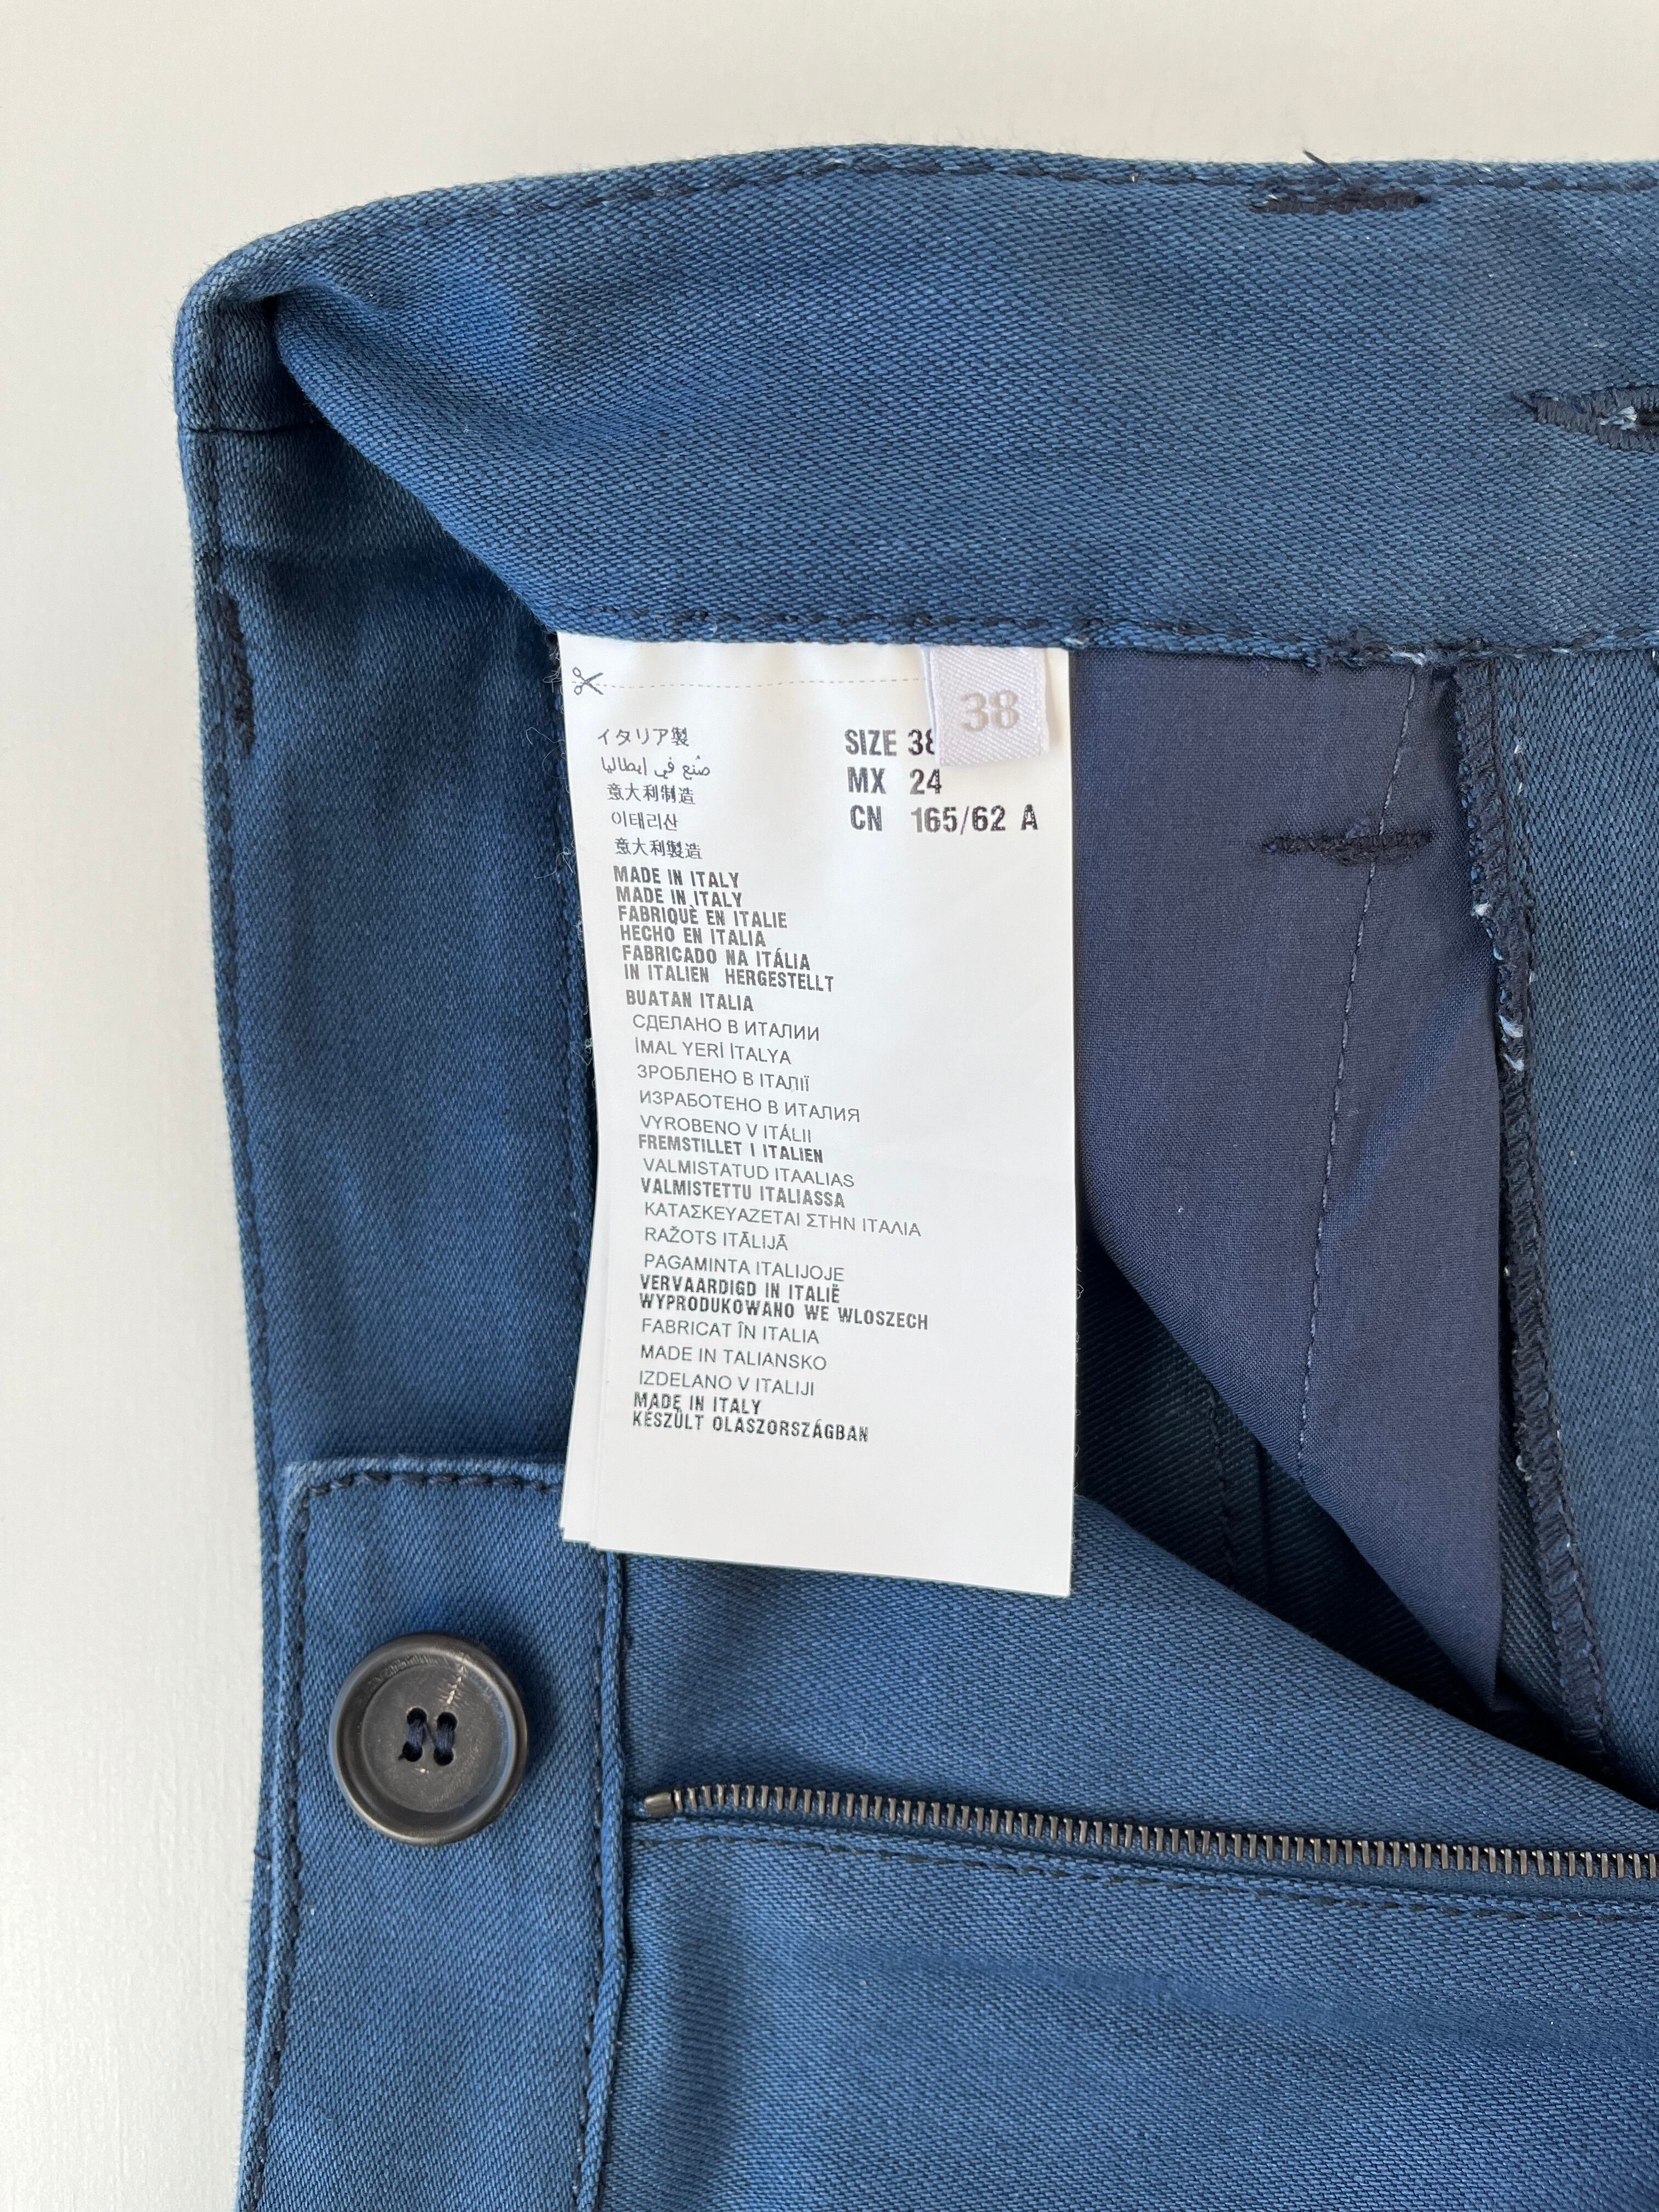 38
イタリア製
صنع في إيطاليا
意大利制造
이태리산
意大利製造
SIZE 38
MX 24
CN 165/62 A
MADE IN ITALY
MADE IN ITALY
FABRIQUÈ EN ITALIE
HECHO EN ITALIA
FABRICADO NA ITÁLIA
IN ITALIEN HERGESTELLT
BUATAN ITALIA
СДЕЛАНО В ИТАЛИИ
İMAL YERİ İTALYA
ЗРОБЛЕНО В ІТАЛІЇ
ИЗРАБОТЕНО В ИТАЛИЯ
VYROBENO V ITÁLII
FREMSTILLET I ITALIEN
VALMISTATUD ITAALIAS
VALMISTETTU ITALIASSA
ΚΑΤΑΣΚΕΥΑΖΕΤΑΙ ΣΤΗΝ ΙΤΑΛΙΑ
RAŽOTS ITĀLIJĀ
PAGAMINTA ITALIJOJE
VERVAARDIGD IN ITALIË
WYPRODUKOWANO WE WLOSZECH
FABRICAT ÎN ITALIA
MADE IN TALIANSKO
IZDELANO V ITALIJI
MADE IN ITALY
KÉSZÛLT OLASZORSZÁGBAN